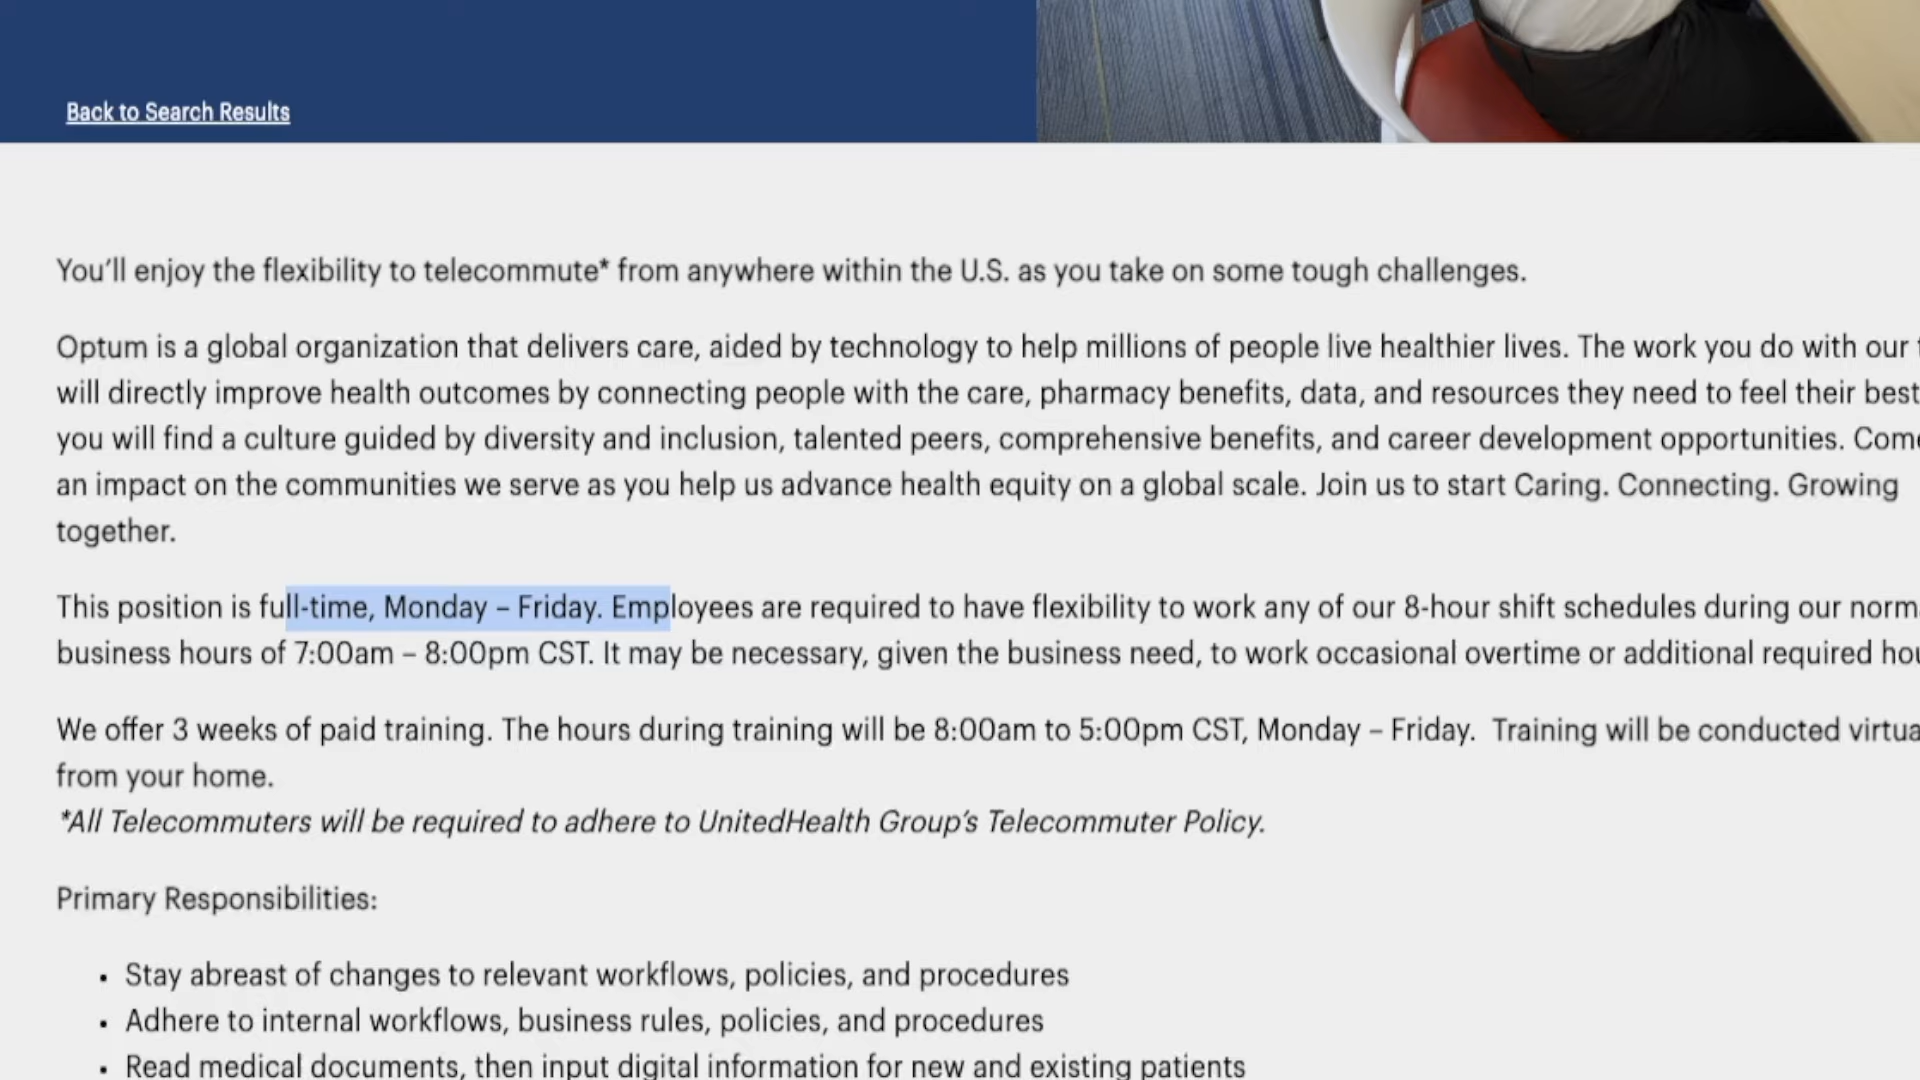 Back to Search Results
You'll enjoy the flexibility to telecommute* from anywhere within the U.S. as you take on some tough challenges.
Optum is a global organization that delivers care, aided by technology to help millions of people live healthier lives. The work you do with our
will directly improve health outcomes by connecting people with the care, pharmacy benefits, data, and resources they need to feel their best
you will find a culture guided by diversity and inclusion, talented peers, comprehensive benefits, and career development opportunities. Come
an impact on the communities we serve as you help us advance health equity on a global scale. Join us to start Caring. Connecting. Growing
together.
This position is full-time, Monday – Friday. Employees are required to have flexibility to work any of our 8-hour shift schedules during our norm
business hours of 7:00am – 8:00pm CST. It may be necessary, given the business need, to work occasional overtime or additional required hou
We offer 3 weeks of paid training. The hours during training will be 8:00am to 5:00pm CST, Monday – Friday. Training will be conducted virtua
from your home.
*All Telecommuters will be required to adhere to UnitedHealth Group's Telecommuter Policy.
Primary Responsibilities:
• Stay abreast of changes to relevant workflows, policies, and procedures
• Adhere to internal workflows, business rules, policies, and procedures
• Read medical documents, then input digital information for new and existing patients